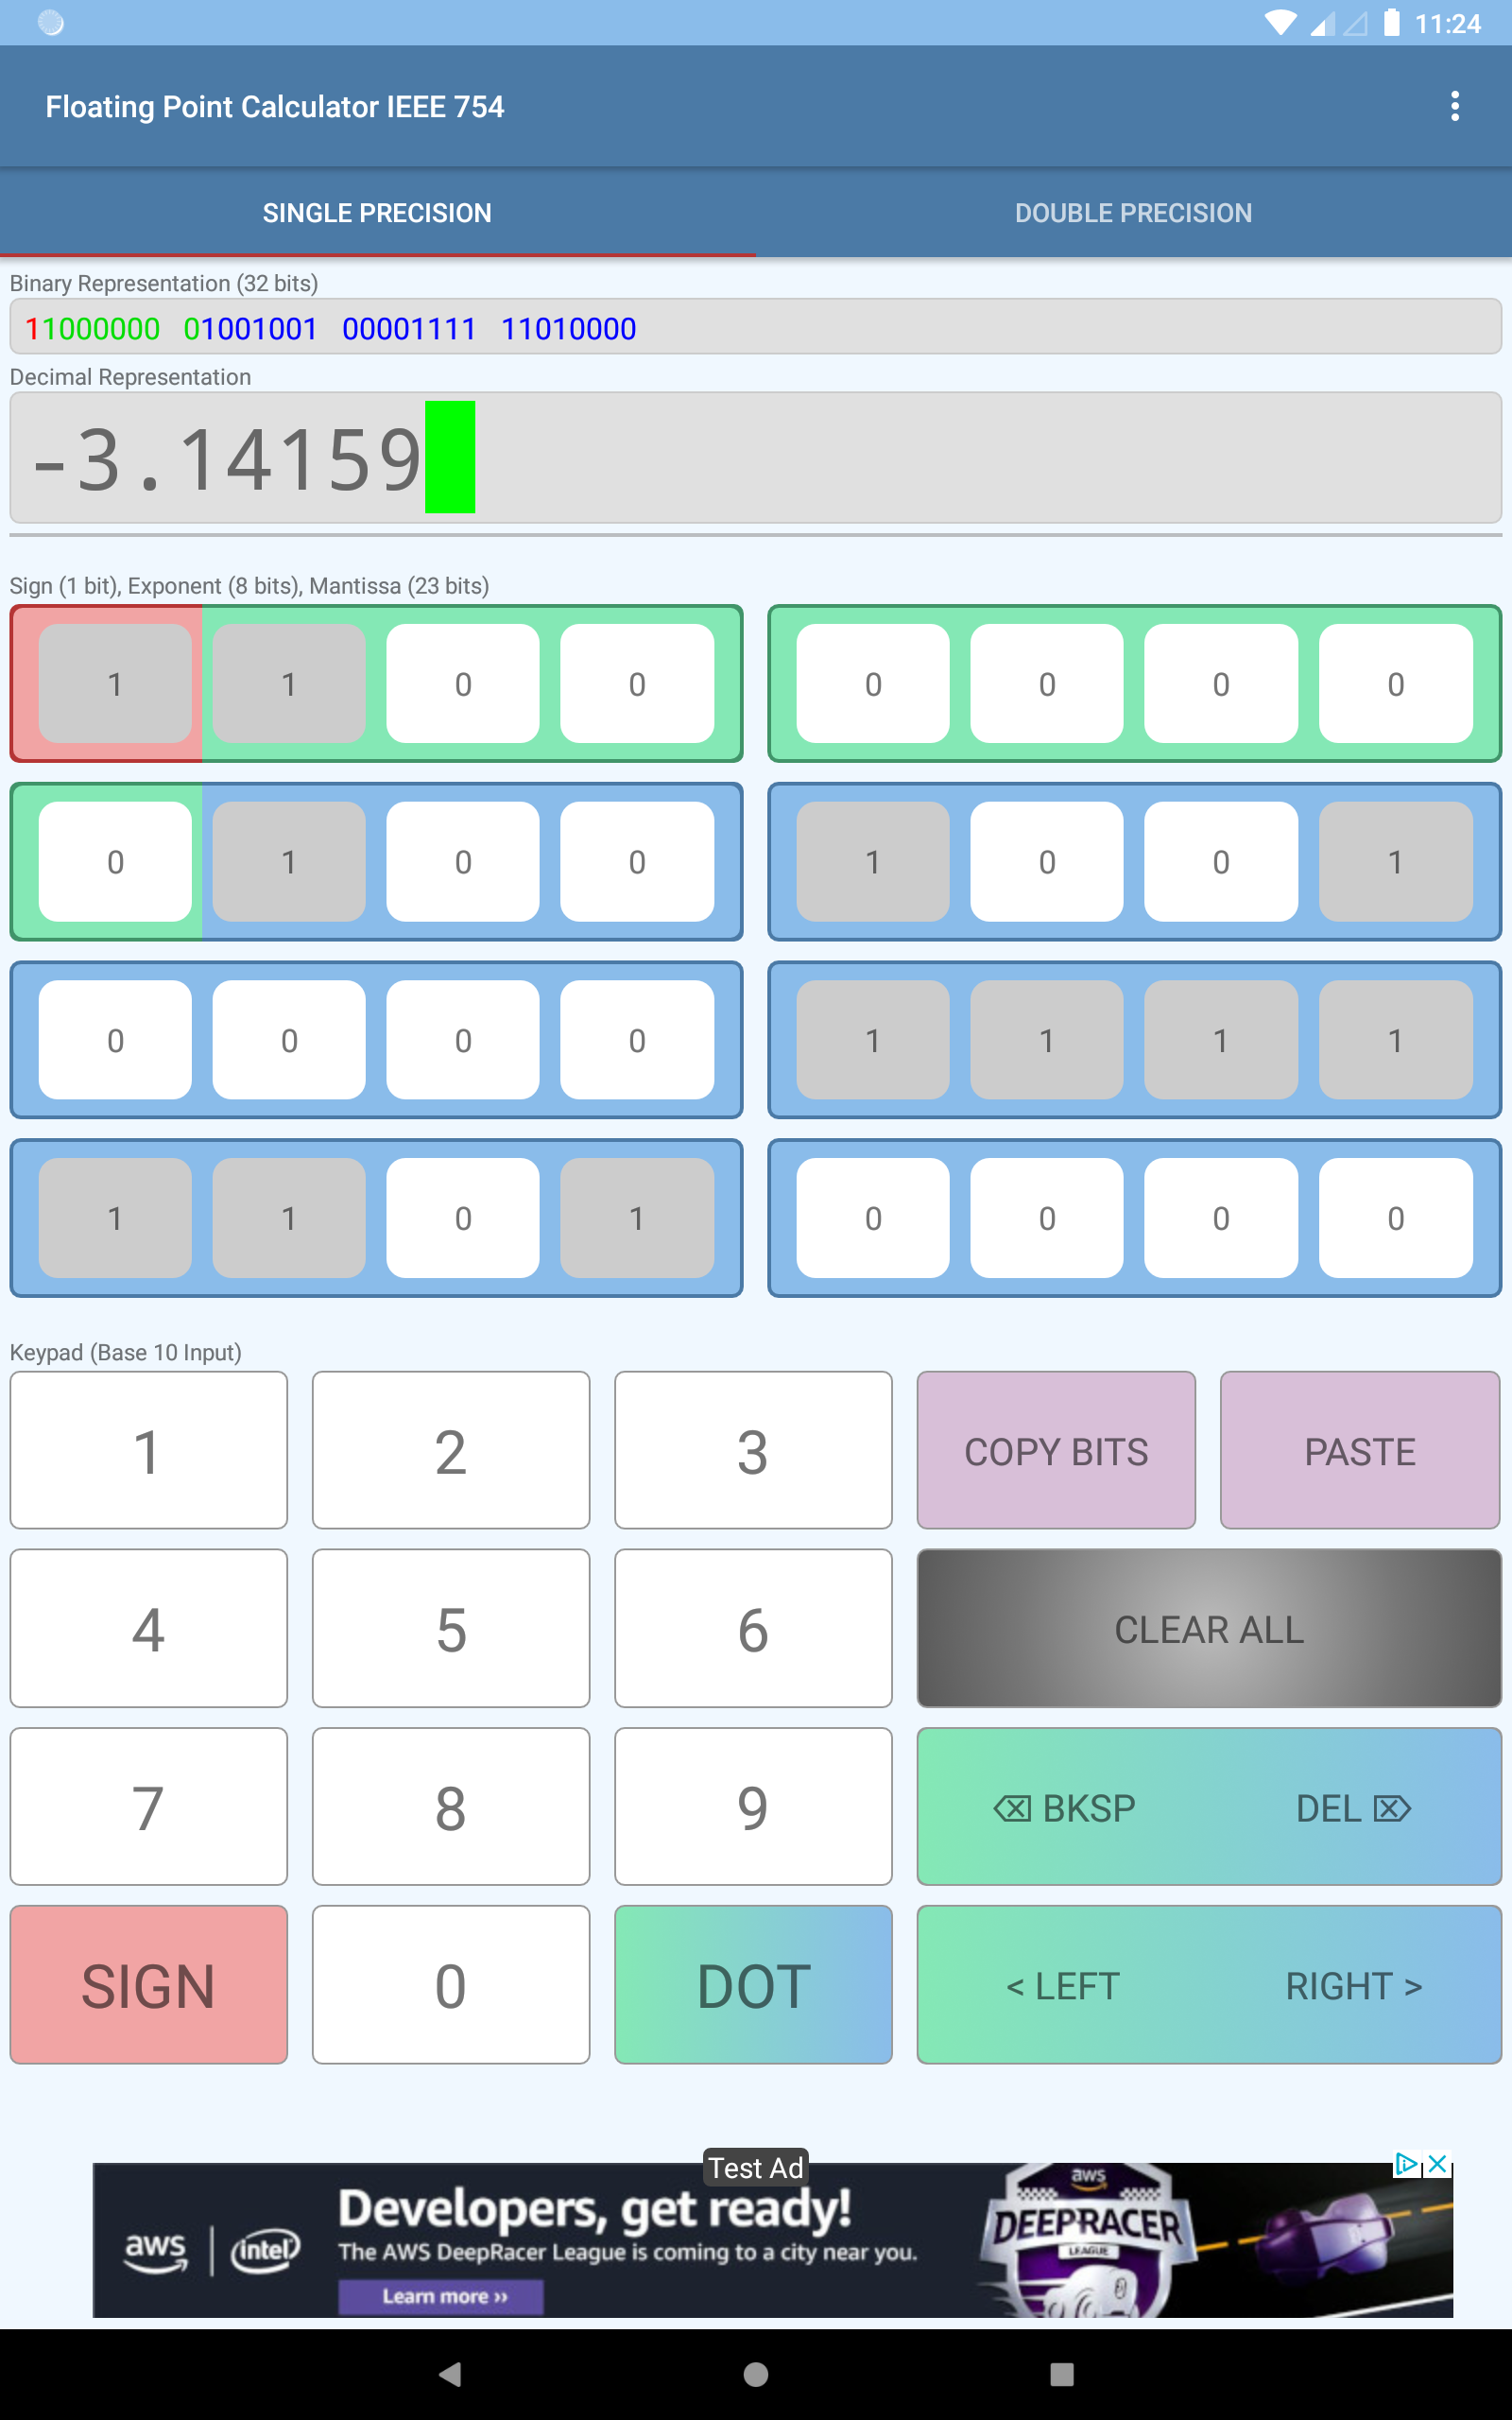 11:24
Floating Point Calculator IEEE 754
SINGLE PRECISION DOUBLE PRECISION
Binary Representation (32 bits)
11000000 01001001 00001111 11010000
Decimal Representation
-3.14159
Sign (1 bit), Exponent (8 bits), Mantissa (23 bits)
1 1 0 0 0 0 0 0
0 1 0 0 1 0 0 1
0 0 0 0 1 1 1 1
1 1 0 1 0 0 0 0
Keypad (Base 10 Input)
1 2 3 COPY BITS PASTE
4 5 6 CLEAR ALL
7 8 9 BKSP DEL
SIGN 0 DOT < LEFT RIGHT >
Test Ad
aws intel
Developers, get ready!
The AWS DeepRacer League is coming to a city near you.
Learn more ››
aws
DEEPRACER
LEAGUE